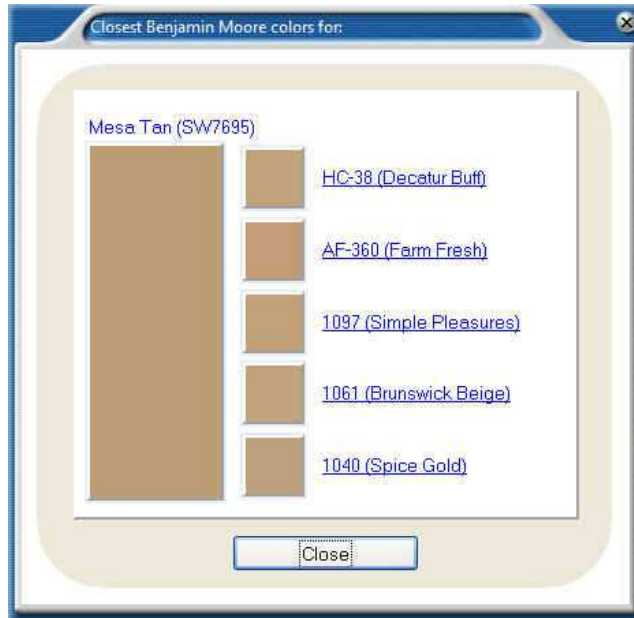 Closest Benjamin Moore colors for:
Mesa Tan (SW7695)
HC-38 (Decatur Buff)
AF-360 (Farm Fresh)
1097 (Simple Pleasures)
1061 (Brunswick Beige)
1040 (Spice Gold)
Close